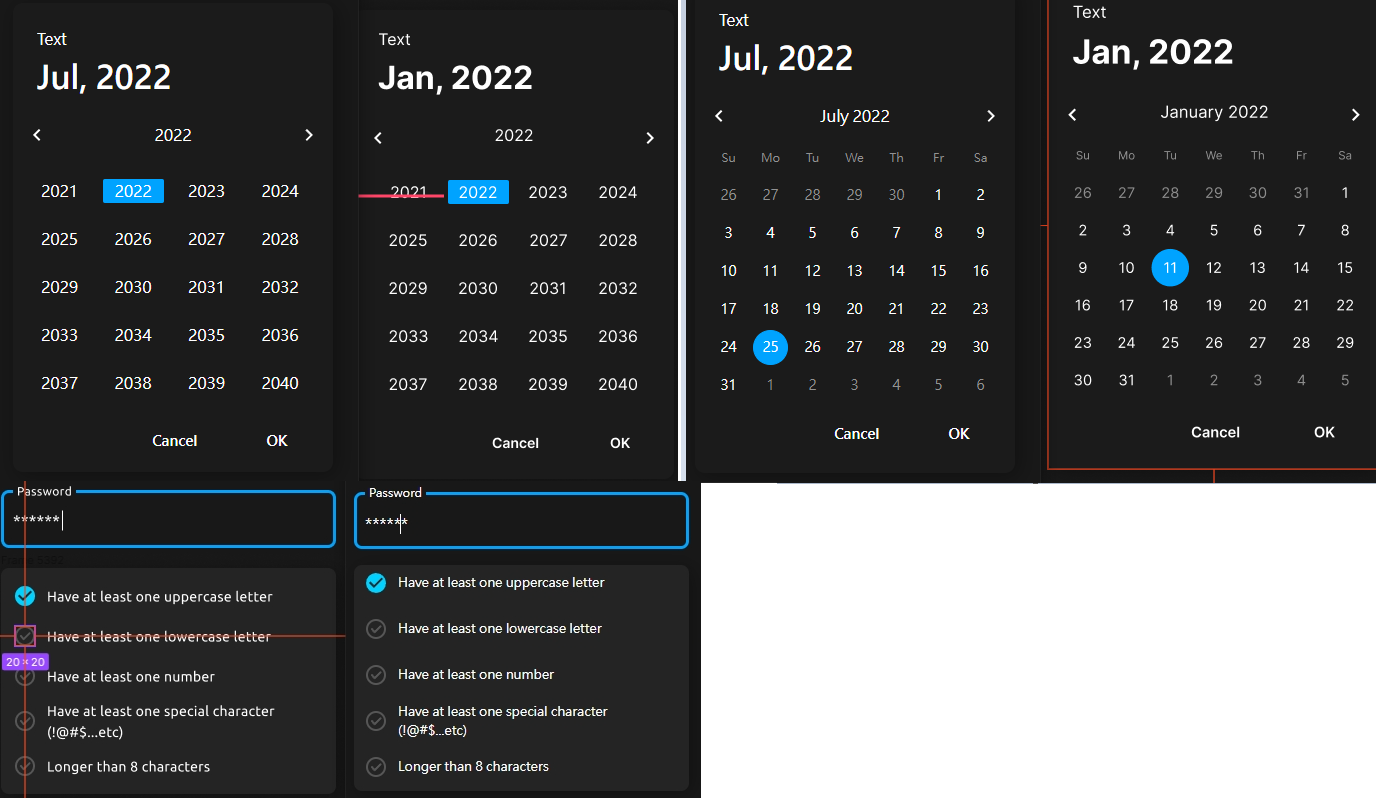 Text
Jul, 2022
2022
2021 2022 2023 2024
2025 2026 2027 2028
2029 2030 2031 2032
2033 2034 2035 2036
2037 2038 2039 2040
Cancel OK
Text
Jan, 2022
2022
2021 2022 2023 2024
2025 2026 2027 2028
2029 2030 2031 2032
2033 2034 2035 2036
2037 2038 2039 2040
Cancel OK
Text
Jul, 2022
July 2022
Su Mo Tu We Th Fr Sa
26 27 28 29 30 1 2
3 4 5 6 7 8 9
10 11 12 13 14 15 16
17 18 19 20 21 22 23
24 25 26 27 28 29 30
31 1 2 3 4 5 6
Cancel OK
Text
Jan, 2022
January 2022
Su Mo Tu We Th Fr Sa
26 27 28 29 30 31 1
2 3 4 5 6 7 8
9 10 11 12 13 14 15
16 17 18 19 20 21 22
23 24 25 26 27 28 29
30 31 1 2 3 4 5
Cancel OK
Password
******
Have at least one uppercase letter
Have at least one lowercase letter
20 × 20
Have at least one number
Have at least one special character
(!@#$...etc)
Longer than 8 characters
Password
******
Have at least one uppercase letter
Have at least one lowercase letter
Have at least one number
Have at least one special character
(!@#$...etc)
Longer than 8 characters